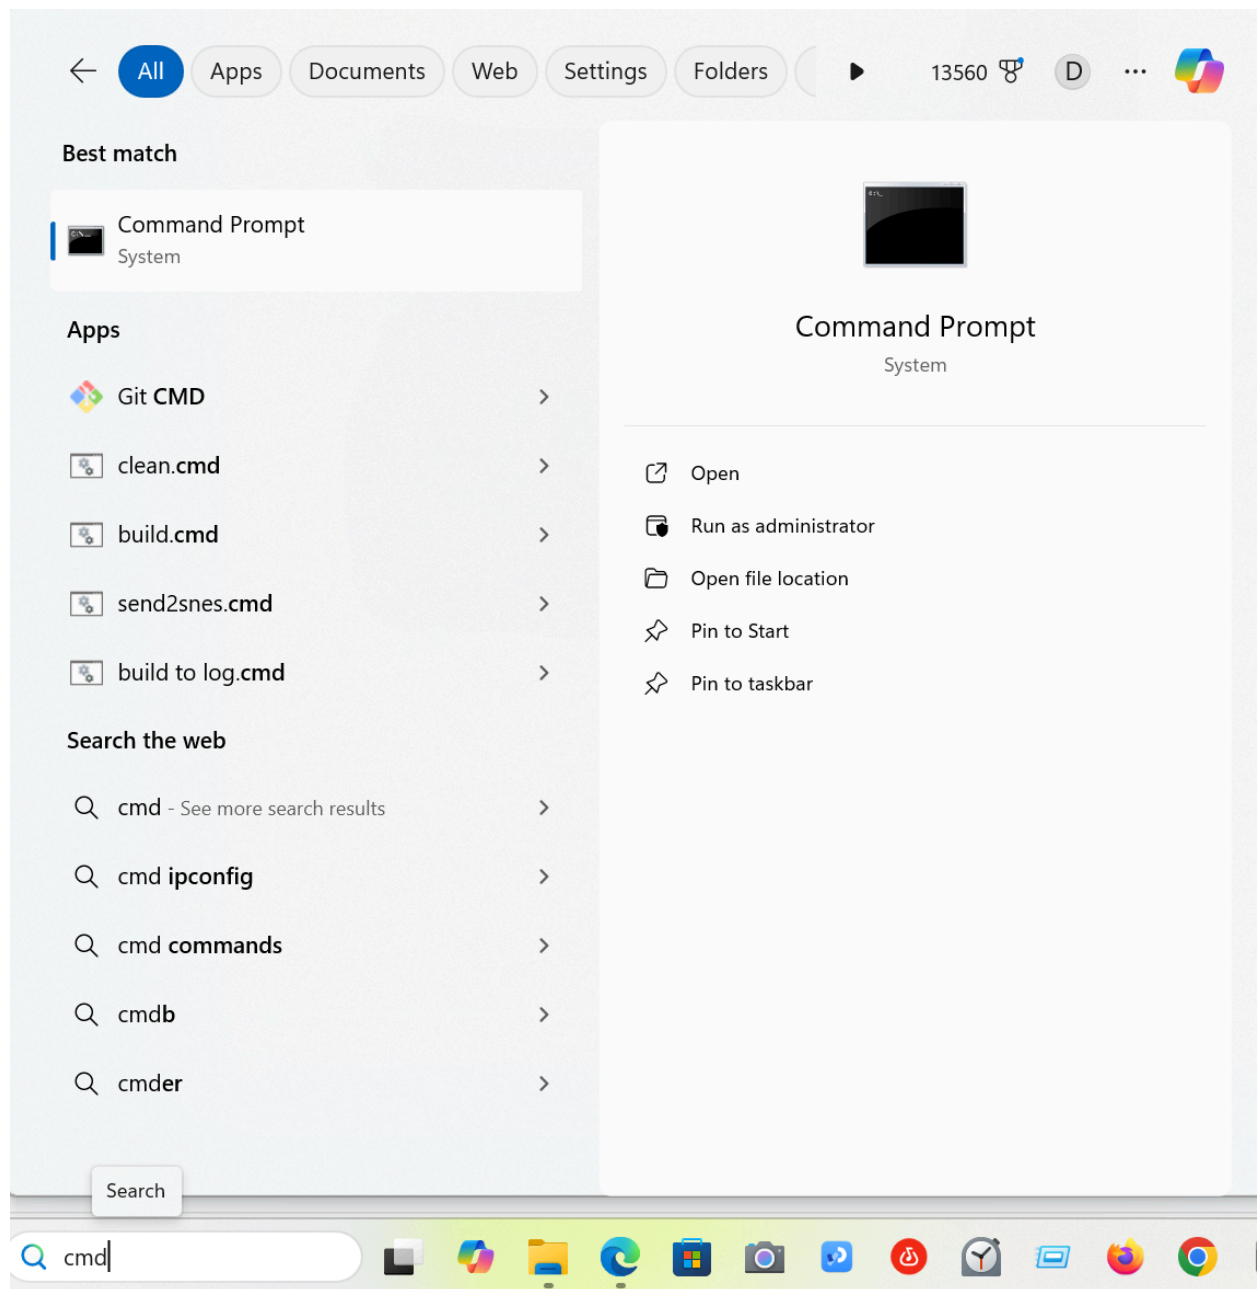 All
Apps
Documents
Web
Settings
Folders
13560
D
Best match
Command Prompt
System
Apps
Git CMD
clean.cmd
build.cmd
send2snes.cmd
build to log.cmd
Search the web
cmd - See more search results
cmd ipconfig
cmd commands
cmdb
cmder
Command Prompt
System
Open
Run as administrator
Open file location
Pin to Start
Pin to taskbar
Search
cmd